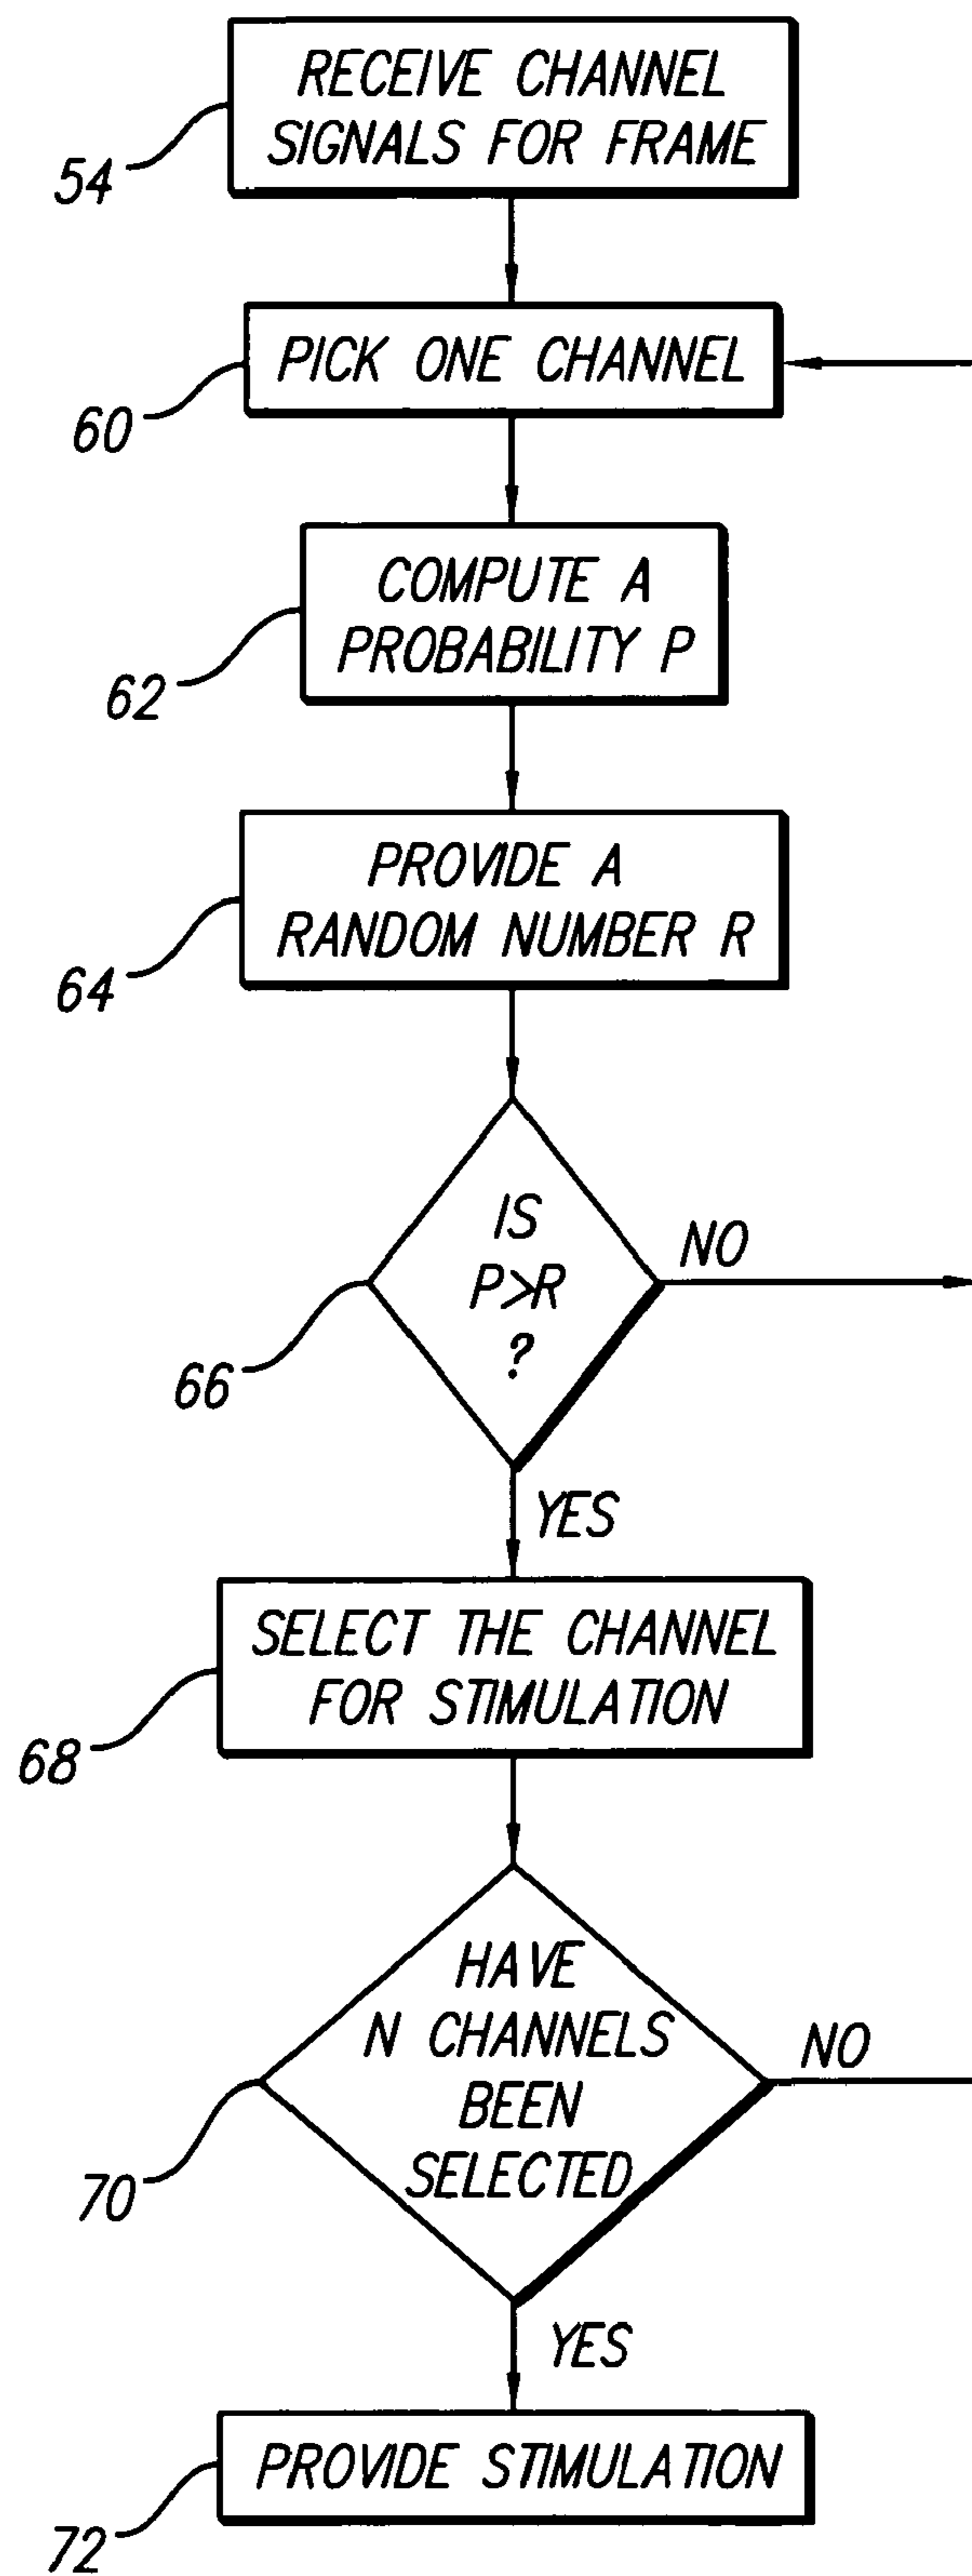 RECEIVE CHANNEL
SIGNALS FOR FRAME
54
PICK ONE CHANNEL
60
COMPUTE A
PROBABILITY P
62
PROVIDE A
RANDOM NUMBER R
64
IS
P>R
?
NO
66
YES
SELECT THE CHANNEL
FOR STIMULATION
68
HAVE
N CHANNELS
BEEN
SELECTED
NO
70
YES
PROVIDE STIMULATION
72